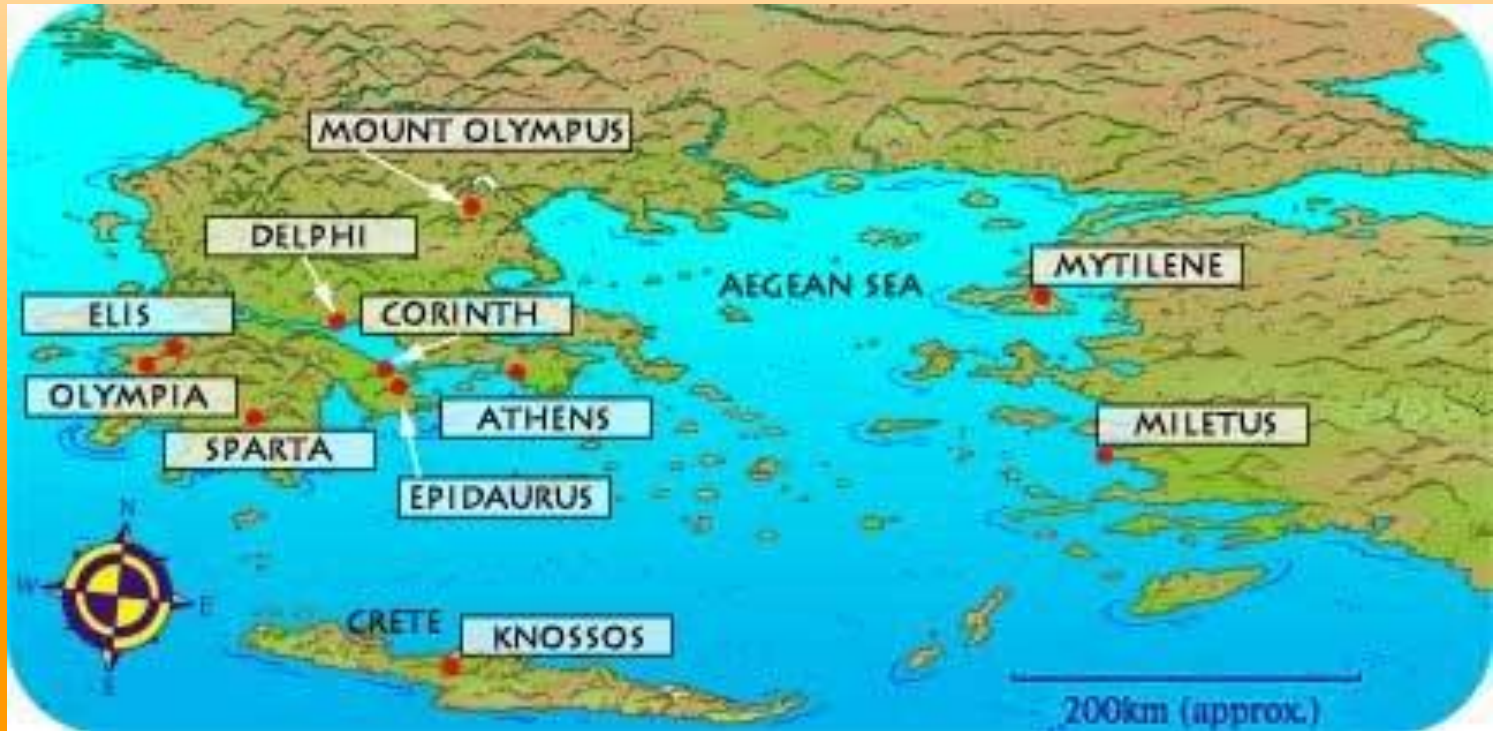 MOUNT OLYMPUS
DELPHI
AEGEAN SEA
MYTILENE
ELIS
CORINTH
OLYMPIA
SPARTA
ATHENS
MILETUS
EPIDAURUS
N
W
E
S
CRETE
KNOSSOS
200km (approx.)